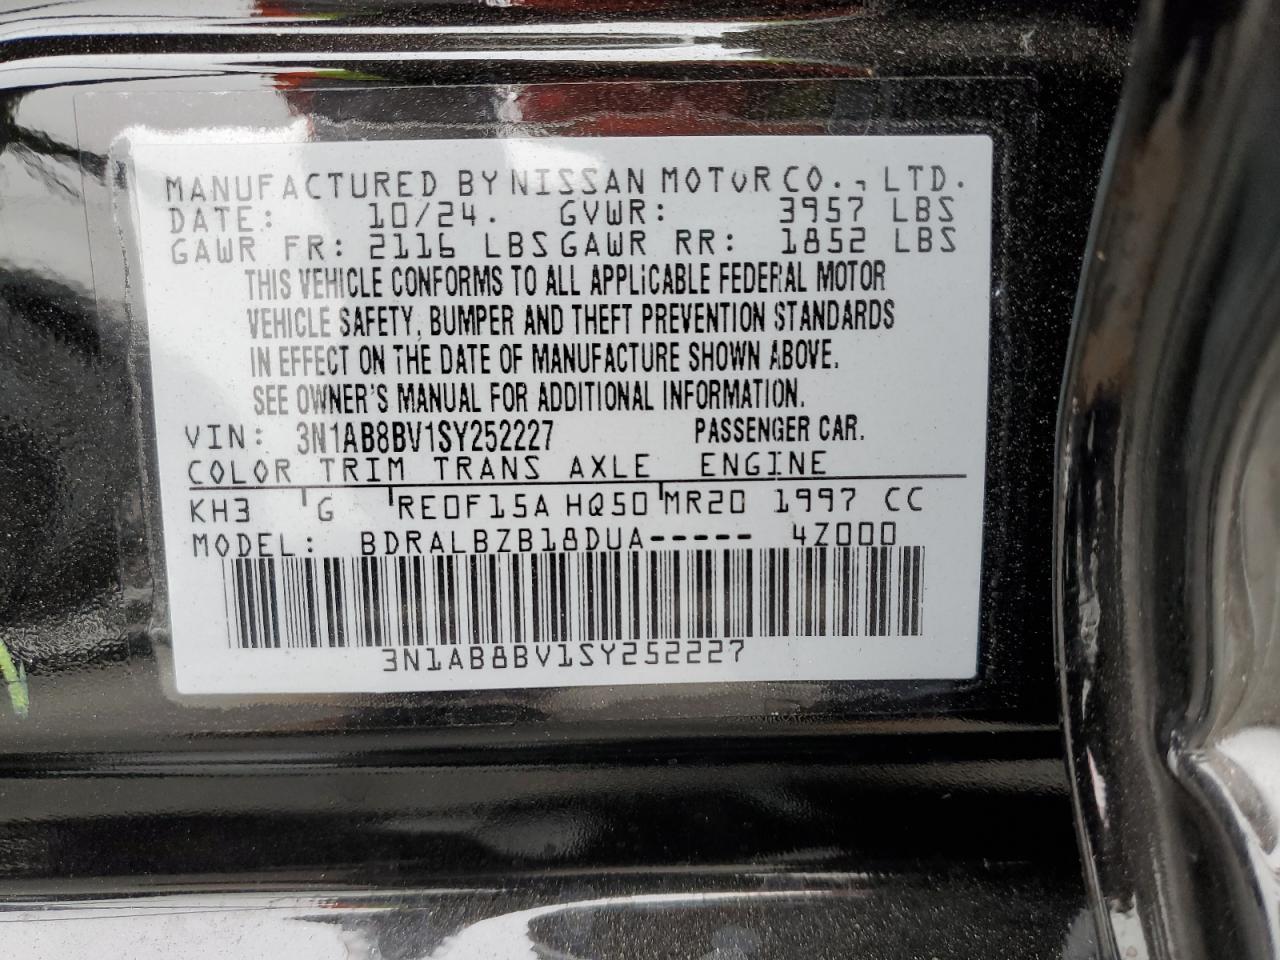 MANUFACTURED BY NISSAN MOTOR CO., LTD.
DATE: 10/24. GVWR: 3957 LBS
GAWR FR: 2116 LBS GAWR RR: 1852 LBS
THIS VEHICLE CONFORMS TO ALL APPLICABLE FEDERAL MOTOR
VEHICLE SAFETY, BUMPER AND THEFT PREVENTION STANDARDS
IN EFFECT ON THE DATE OF MANUFACTURE SHOWN ABOVE.
SEE OWNER'S MANUAL FOR ADDITIONAL INFORMATION.
VIN: 3N1AB8BV1SY252227 PASSENGER CAR.
COLOR TRIM TRANS AXLE ENGINE
KH3 G RE0F15A HQ50 MR20 1997 CC
MODEL: BDRALBZB18DUA----- 4Z000
3N1AB8BV1SY252227